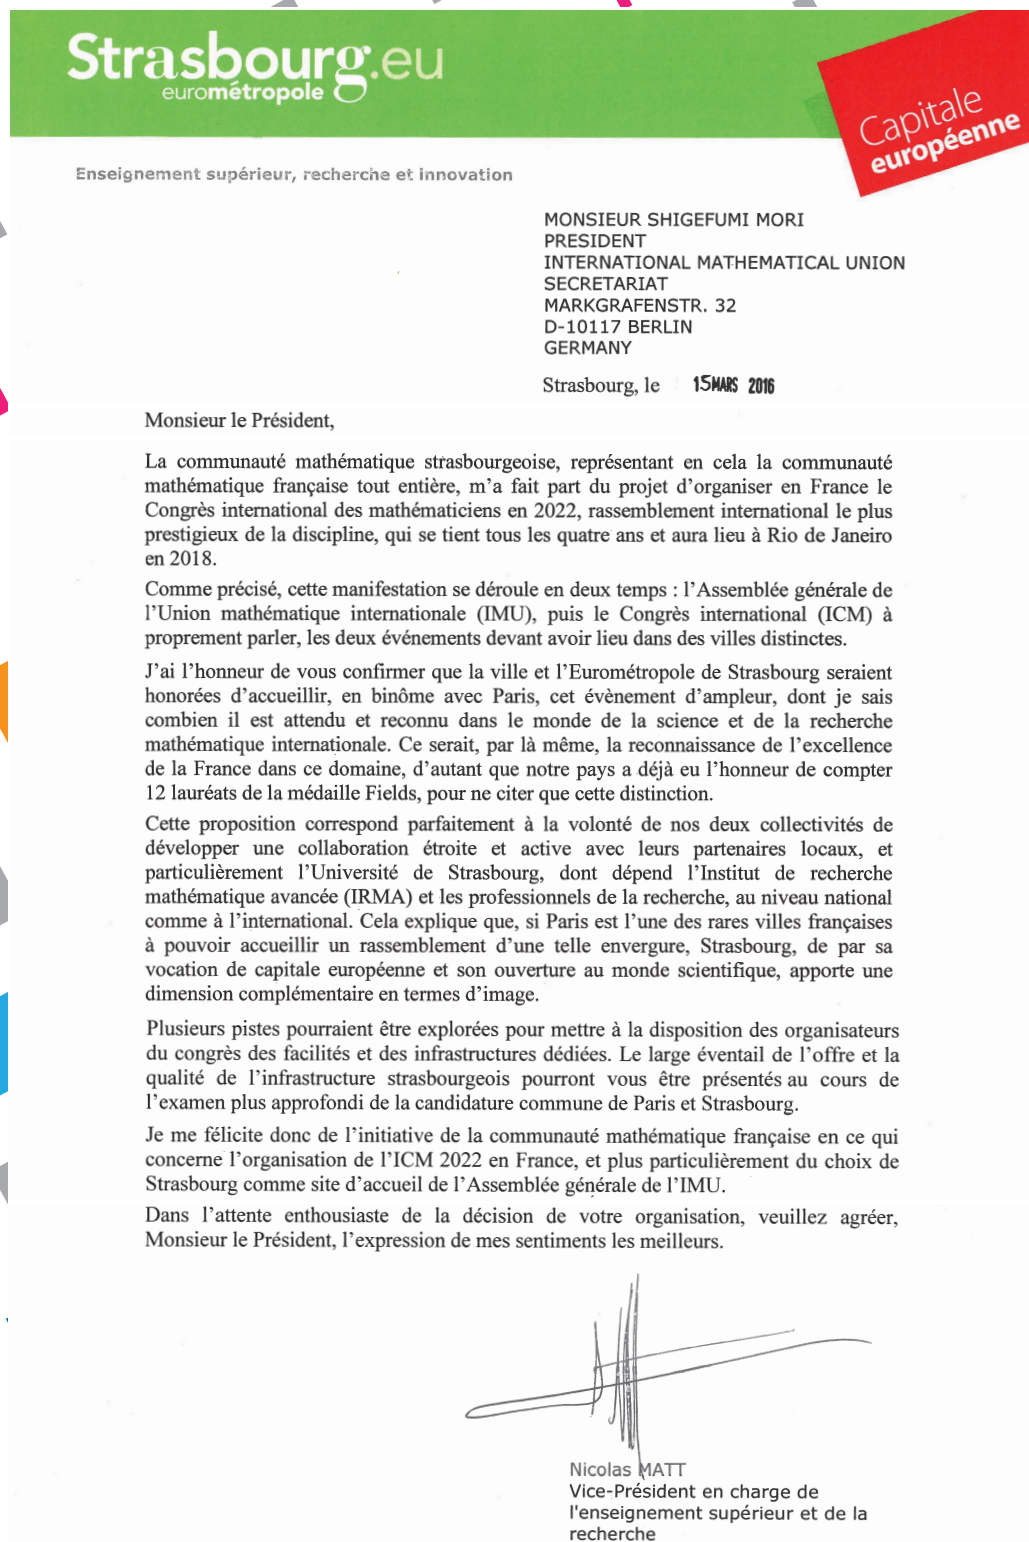 Strasbourg.eu
eurométropole
Capitale
européenne
Enseignement supérieur, recherche et innovation
MONSIEUR SHIGEFUMI MORI
PRESIDENT
INTERNATIONAL MATHEMATICAL UNION
SECRETARIAT
MARKGRAFENSTR. 32
D-10117 BERLIN
GERMANY
Strasbourg, le 15 MARS 2016
Monsieur le Président,
La communauté mathématique strasbourgeoise, représentant en cela la communauté
mathématique française tout entière, m'a fait part du projet d'organiser en France le
Congrès international des mathématiciens en 2022, rassemblement international le plus
prestigieux de la discipline, qui se tient tous les quatre ans et aura lieu à Rio de Janeiro
en 2018.
Comme précisé, cette manifestation se déroule en deux temps : l'Assemblée générale de
l'Union mathématique internationale (IMU), puis le Congrès international (ICM) à
proprement parler, les deux événements devant avoir lieu dans des villes distinctes.
J'ai l'honneur de vous confirmer que la ville et l'Eurométropole de Strasbourg seraient
honorées d'accueillir, en binôme avec Paris, cet évènement d'ampleur, dont je sais
combien il est attendu et reconnu dans le monde de la science et de la recherche
mathématique internationale. Ce serait, par là même, la reconnaissance de l'excellence
de la France dans ce domaine, d'autant que notre pays a déjà eu l'honneur de compter
12 lauréats de la médaille Fields, pour ne citer que cette distinction.
Cette proposition correspond parfaitement à la volonté de nos deux collectivités de
développer une collaboration étroite et active avec leurs partenaires locaux, et
particulièrement l'Université de Strasbourg, dont dépend l'Institut de recherche
mathématique avancée (IRMA) et les professionnels de la recherche, au niveau national
comme à l'international. Cela explique que, si Paris est l'une des rares villes françaises
à pouvoir accueillir un rassemblement d'une telle envergure, Strasbourg, de par sa
vocation de capitale européenne et son ouverture au monde scientifique, apporte une
dimension complémentaire en termes d'image.
Plusieurs pistes pourraient être explorées pour mettre à la disposition des organisateurs
du congrès des facilités et des infrastructures dédiées. Le large éventail de l'offre et la
qualité de l'infrastructure strasbourgeois pourront vous être présentés au cours de
l'examen plus approfondi de la candidature commune de Paris et Strasbourg.
Je me félicite donc de l'initiative de la communauté mathématique française en ce qui
concerne l'organisation de l'ICM 2022 en France, et plus particulièrement du choix de
Strasbourg comme site d'accueil de l'Assemblée générale de l'IMU.
Dans l'attente enthousiaste de la décision de votre organisation, veuillez agréer,
Monsieur le Président, l'expression de mes sentiments les meilleurs.
Nicolas MATT
Vice-Président en charge de
l'enseignement supérieur et de la
recherche